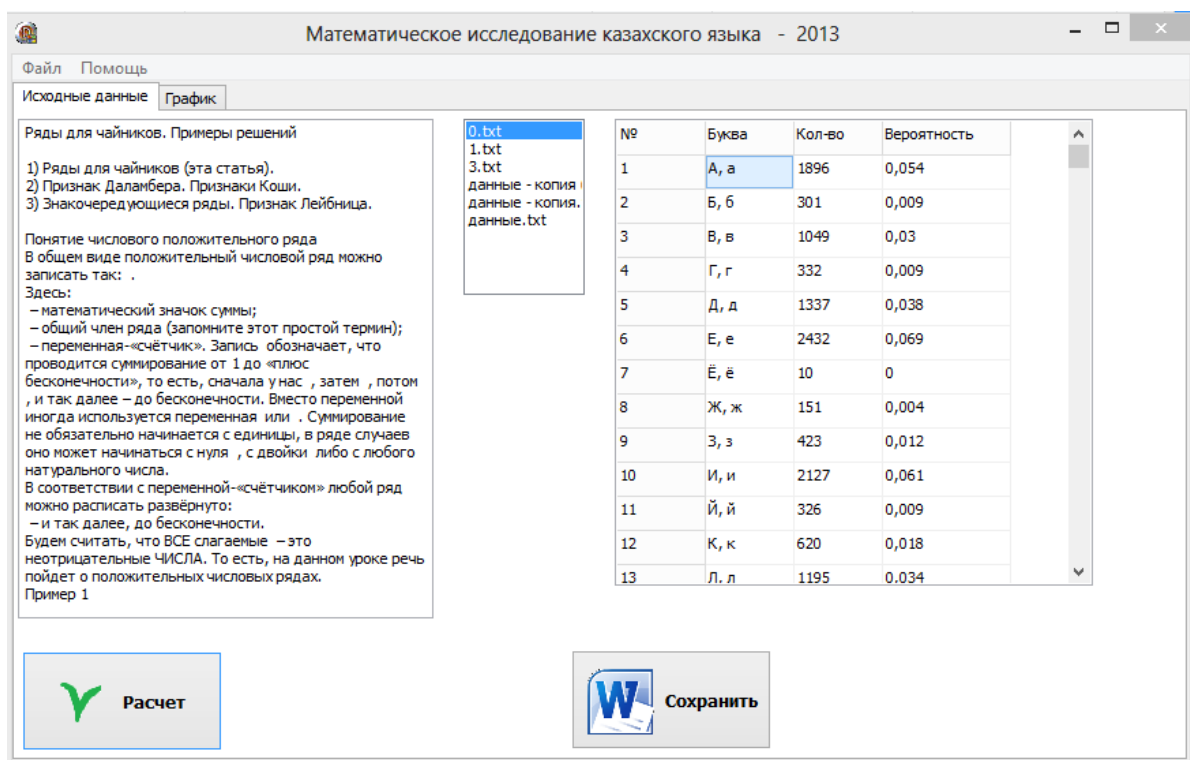 Математическое исследование казахского языка - 2013
Файл Помощь
Исходные данные График
Ряды для чайников. Примеры решений
1) Ряды для чайников (эта статья).
2) Признак Даламбера. Признаки Коши.
3) Знакочередующиеся ряды. Признак Лейбница.
Понятие числового положительного ряда
В общем виде положительный числовой ряд можно
записать так: .
Здесь:
– математический значок суммы;
– общий член ряда (запомните этот простой термин);
– переменная-«счётчик». Запись обозначает, что
проводится суммирование от 1 до «плюс
бесконечности», то есть, сначала у нас , затем , потом
, и так далее – до бесконечности. Вместо переменной
иногда используется переменная или . Суммирование
не обязательно начинается с единицы, в ряде случаев
оно может начинаться с нуля , с двойки либо с любого
натурального числа.
В соответствии с переменной-«счётчиком» любой ряд
можно расписать развёрнуто:
– и так далее, до бесконечности.
Будем считать, что ВСЕ слагаемые – это
неотрицательные ЧИСЛА. То есть, на данном уроке речь
пойдет о положительных числовых рядах.
Пример 1
0.txt
1.txt
3.txt
данные - копия (
данные - копия.
данные.txt
№ Буква Кол-во Вероятность
1 А, а 1896 0,054
2 Б, б 301 0,009
3 В, в 1049 0,03
4 Г, г 332 0,009
5 Д, д 1337 0,038
6 Е, е 2432 0,069
7 Ё, ё 10 0
8 Ж, ж 151 0,004
9 З, з 423 0,012
10 И, и 2127 0,061
11 Й, й 326 0,009
12 К, к 620 0,018
13 Л, л 1195 0,034
Расчет
W Сохранить